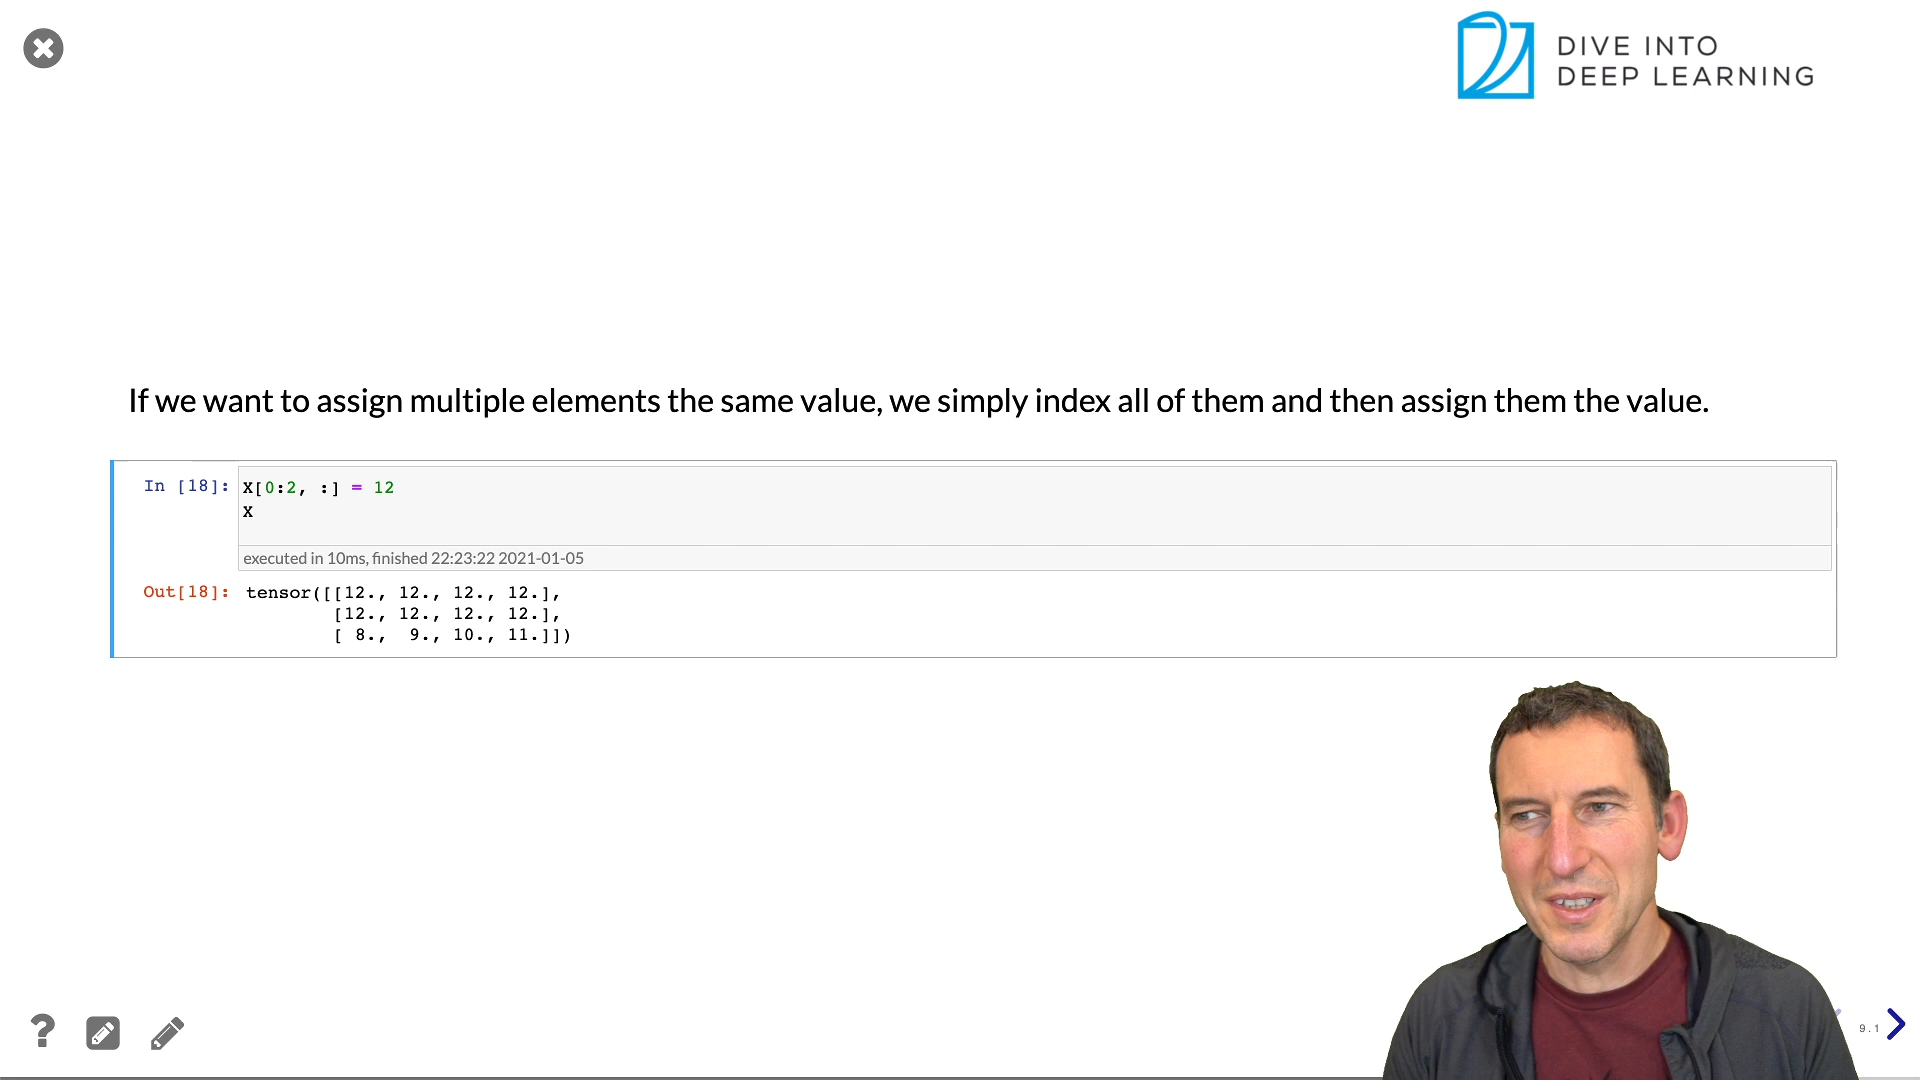 DIVE INTO
DEEP LEARNING
If we want to assign multiple elements the same value, we simply index all of them and then assign them the value.
In [18]: X[0:2, :] = 12
X
executed in 10ms, finished 22:23:22 2021-01-05
Out[18]: tensor([[12., 12., 12., 12.],
[12., 12., 12., 12.],
[ 8.,  9., 10., 11.]])
?
9.1